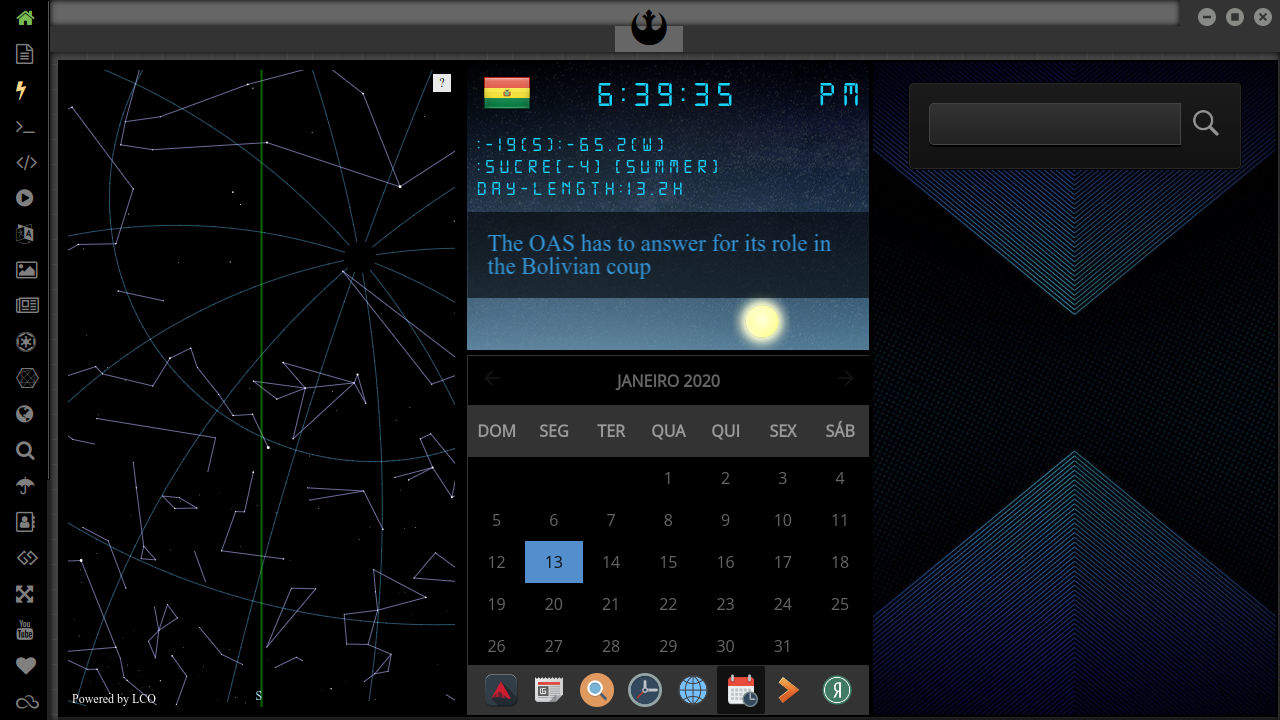 ?
6:39:35 PM
:-19(S):-65.2(W)
:SUCRE[-4] [SUMMER]
DAY-LENGTH:13.2H
The OAS has to answer for its role in
the Bolivian coup
JANEIRO 2020
DOM SEG TER QUA QUI SEX SÁB
1 2 3 4
5 6 7 8 9 10 11
12 13 14 15 16 17 18
19 20 21 22 23 24 25
26 27 28 29 30 31
Powered by LCO
S
You
Tube
Я